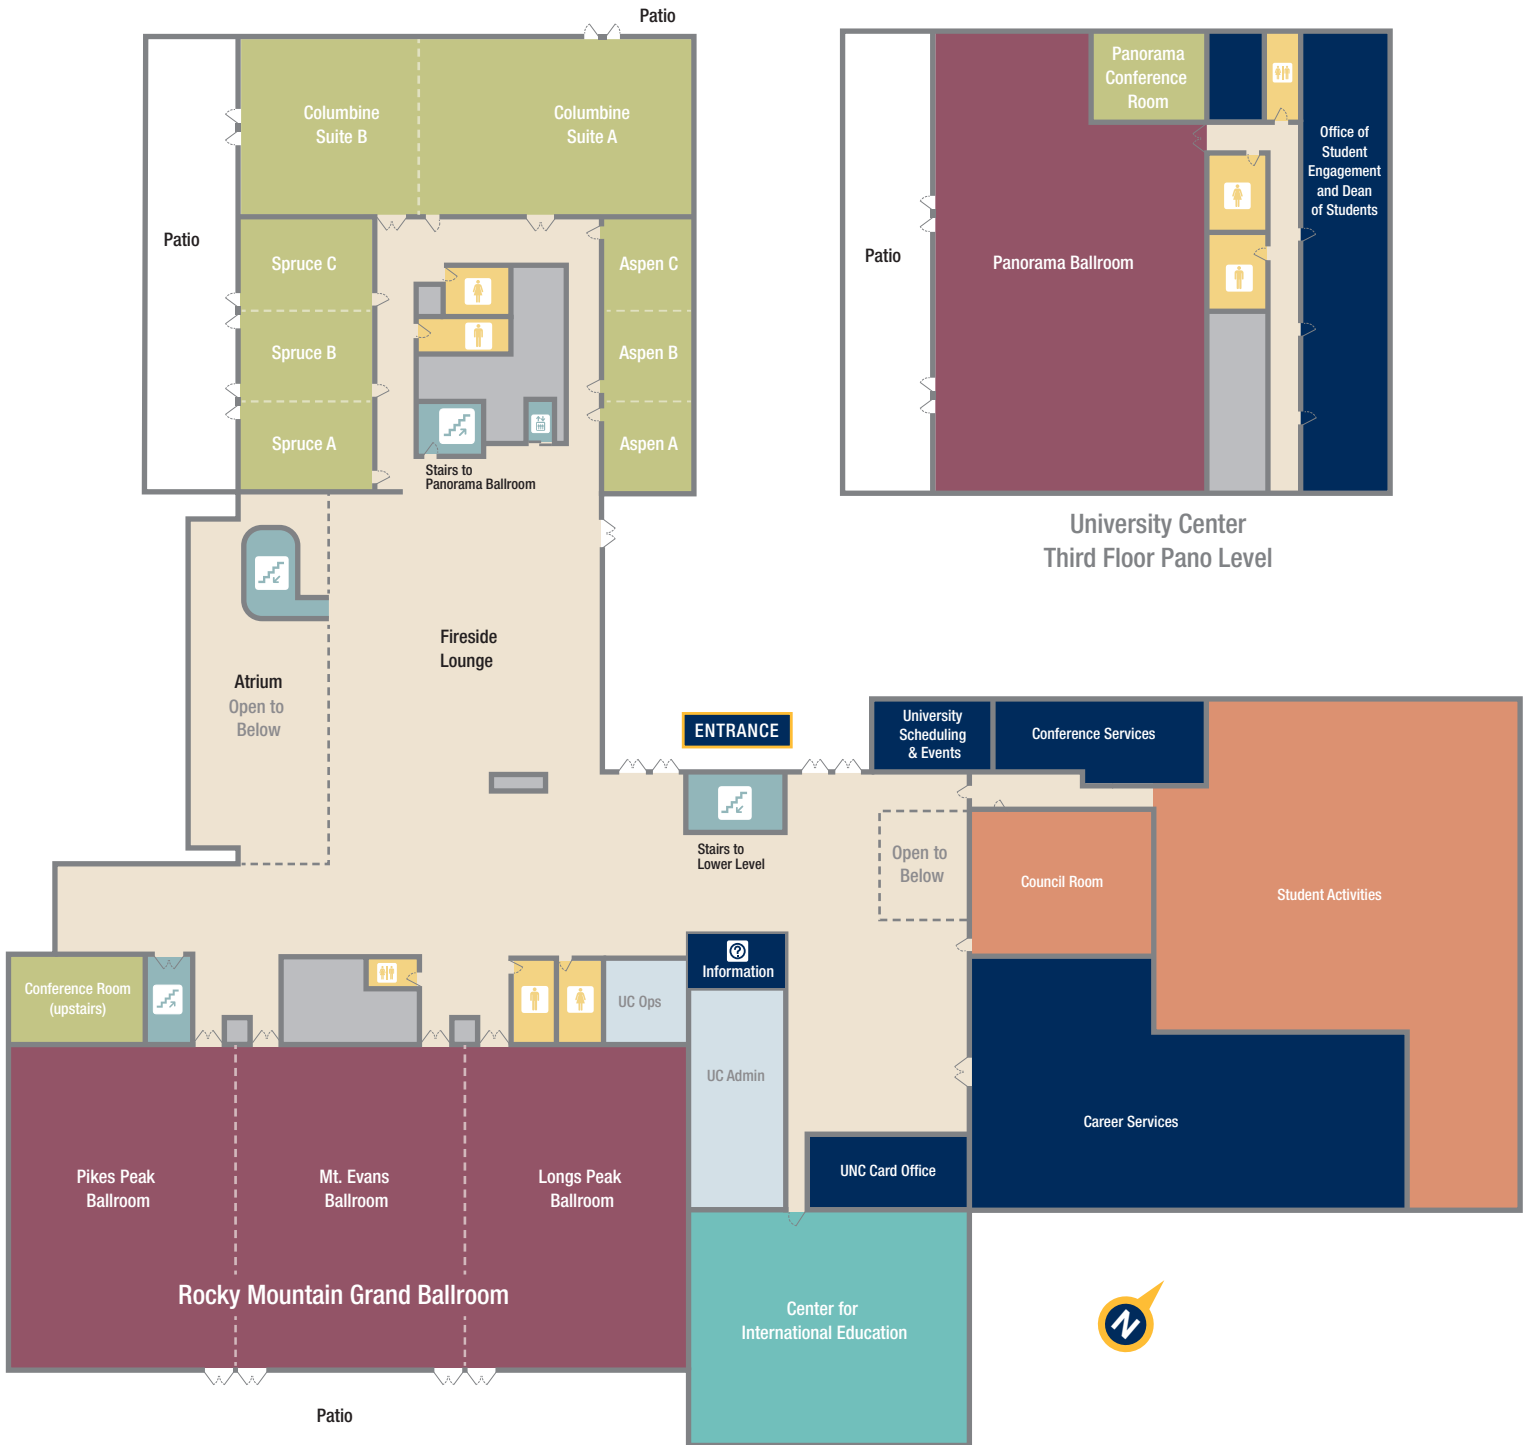 Patio
Columbine
Suite B
Columbine
Suite A
Patio
Spruce C
Aspen C
Spruce B
Aspen B
Spruce A
Aspen A
Stairs to
Panorama Ballroom
Fireside
Lounge
Atrium
Open to
Below
ENTRANCE
University
Scheduling
& Events
Conference Services
Stairs to
Lower Level
Open to
Below
Council Room
Student Activities
Information
Conference Room
(upstairs)
UC Ops
UC Admin
Career Services
UNC Card Office
Pikes Peak
Ballroom
Mt. Evans
Ballroom
Longs Peak
Ballroom
Rocky Mountain Grand Ballroom
Center for
International Education
Patio
N
Panorama
Conference
Room
Office of
Student
Engagement
and Dean
of Students
Patio
Panorama Ballroom
University Center
Third Floor Pano Level